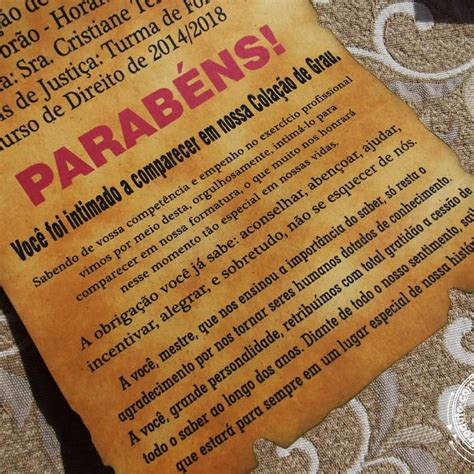 ção de
prão - Horár
a: Sra. Cristiane Te
as de Justiça: Turma de Fo
urso de Direito de 2014/2018
PARABÉNS!
Você foi intimado a comparecer em nossa Colação de Grau.
Sabendo de vossa competência e empenho no exercício profissional
vimos por meio desta, orgulhosamente, intimá-lo para
comparecer em nossa formatura, o que muito nos honrará
nesse momento tão especial em nossas vidas.
A obrigação você já sabe: aconselhar, abençoar, ajudar,
incentivar, alegrar, e sobretudo, não se esquecer de nós.
A você, mestre, que nos ensinou a importância do saber, só resta o
agradecimento por nos tornar seres humanos dotados de conhecimento.
A você, grande personalidade, retribuímos com total gratidão a cessão de
todo o saber ao longo dos anos. Diante de todo o nosso sentimento,
que estará para sempre em um lugar especial de nossa his